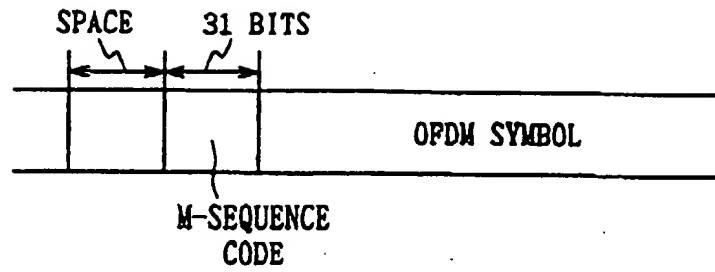 SPACE
31 BITS
OFDM SYMBOL
M-SEQUENCE
CODE